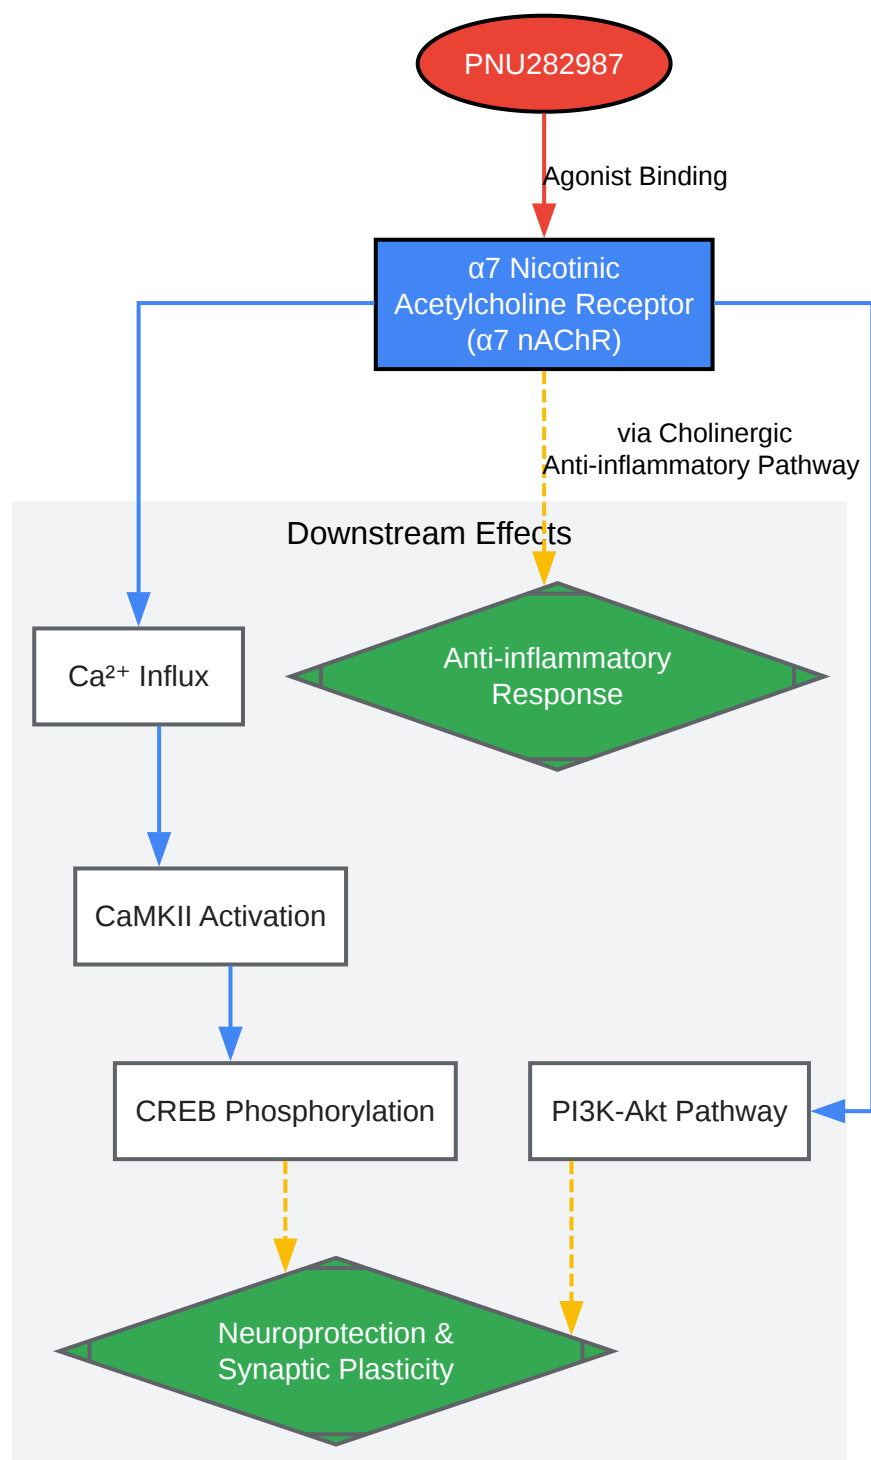 PNU282987
Agonist Binding
α7 Nicotinic
Acetylcholine Receptor
(α7 nAChR)
via Cholinergic
Anti-inflammatory Pathway
Downstream Effects
Anti-inflammatory
Response
Ca²⁺ Influx
CaMKII Activation
CREB Phosphorylation
PI3K-Akt Pathway
Neuroprotection &
Synaptic Plasticity